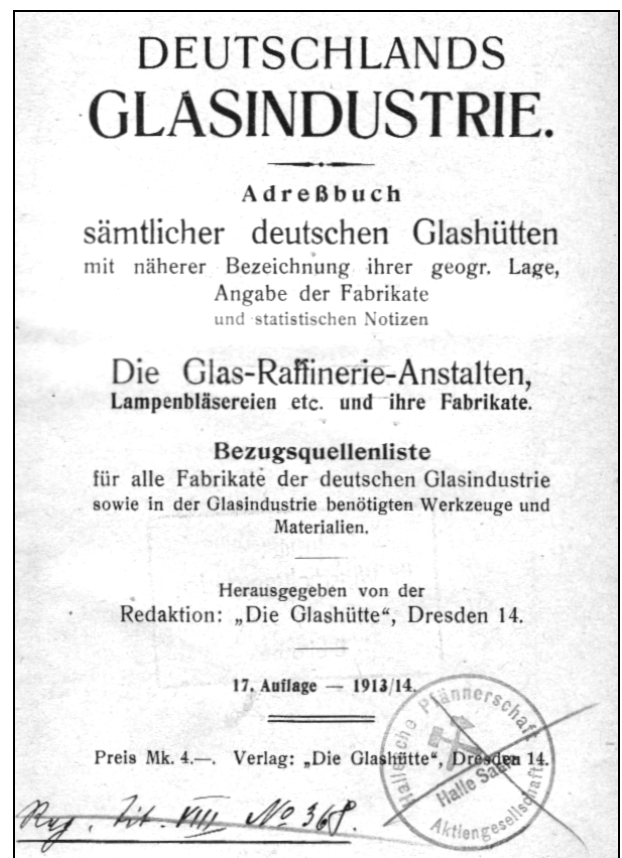 DEUTSCHLANDS
GLASINDUSTRIE.
Adreßbuch
sämtlicher deutschen Glashütten
mit näherer Bezeichnung ihrer geogr. Lage,
Angabe der Fabrikate
und statistischen Notizen
Die Glas-Raffinerie-Anstalten,
Lampenbläsereien etc. und ihre Fabrikate.
Bezugsquellenliste
für alle Fabrikate der deutschen Glasindustrie
sowie in der Glasindustrie benötigten Werkzeuge und
Materialien.
Herausgegeben von der
Redaktion: „Die Glashütte“, Dresden 14.
17. Auflage — 1913/14.
Preis Mk. 4.—. Verlag: „Die Glashütte“, Dresden 14.
Hallesche Pfännerschaft
Halle Saale
Aktiengesellschaft
Reg. Lit. VIII No 368.